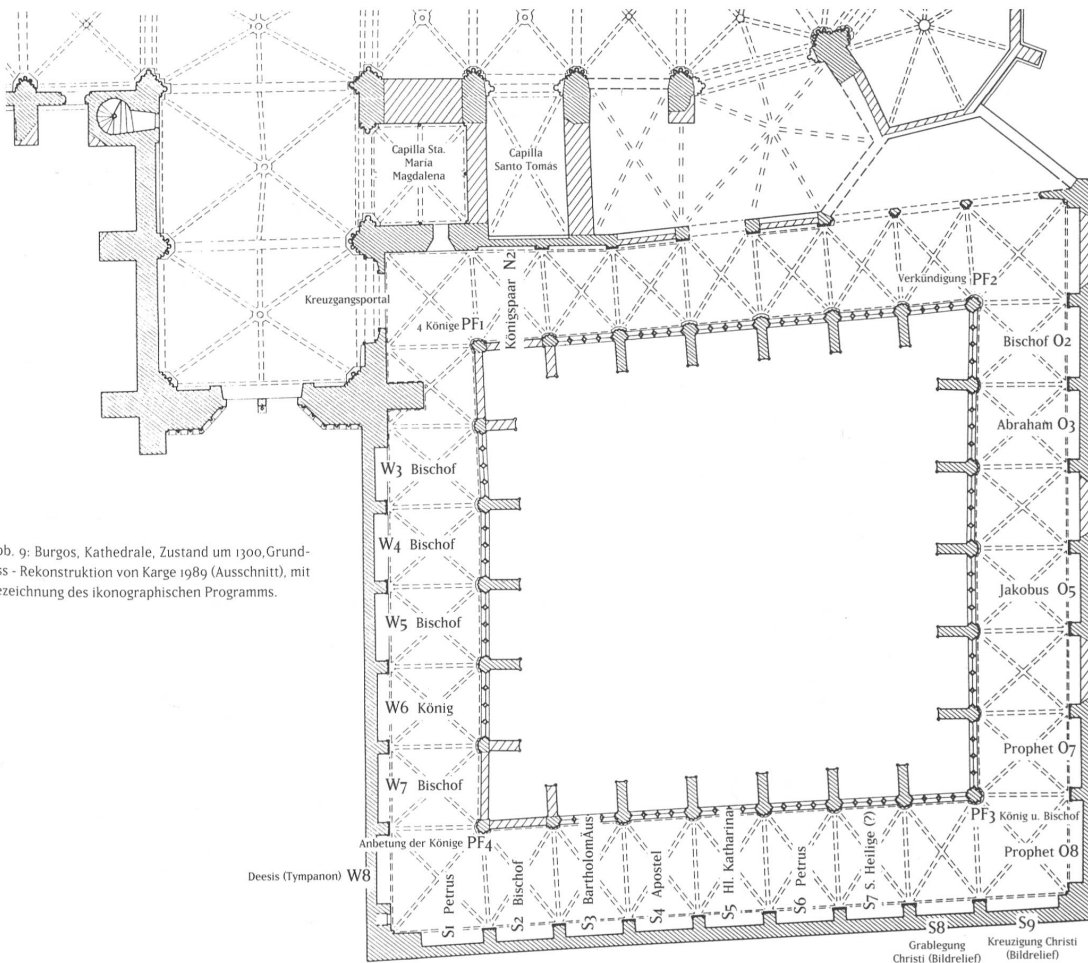 Capilla Sta.
María
Magdalena
Capilla
Santo Tomás
Kreuzgangsportal
4 Könige PF1
Königspaar N2
Verkündigung PF2
Bischof O2
Abraham O3
Jakobus O5
Prophet O7
PF3 König u. Bischof
Prophet O8
W3 Bischof
W4 Bischof
W5 Bischof
W6 König
W7 Bischof
Anbetung der Könige PF4
Deesis (Tympanon) W8
S1 Petrus
S2 Bischof
S3 BartholomÄus
S4 Apostel
S5 Hl. Katharina
S6 Petrus
S7 S. Heilige (?)
S8
Grablegung
Christi (Bildrelief)
S9
Kreuzigung Christi
(Bildrelief)
bb. 9: Burgos, Kathedrale, Zustand um 1300,Grund-
ss - Rekonstruktion von Karge 1989 (Ausschnitt), mit
ezeichnung des ikonographischen Programms.